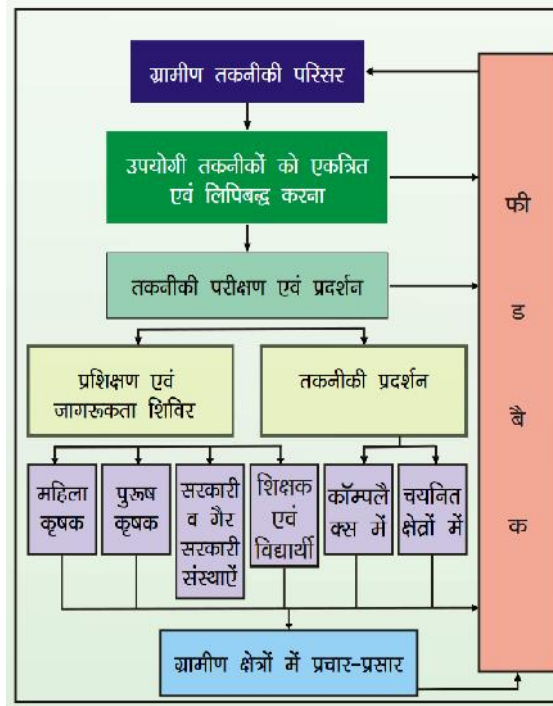 ग्रामीण तकनीकी परिसर
उपयोगी तकनीकों को एकत्रित
एवं लिपिबद्ध करना
तकनीकी परीक्षण एवं प्रदर्शन
प्रशिक्षण एवं
जागरूकता शिविर
तकनीकी प्रदर्शन
महिला
कृषक
पुरूष
कृषक
सरकारी
व गैर
सरकारी
संस्थाऐं
शिक्षक
एवं
विद्यार्थी
कॉम्पलै
क्स में
चयनित
क्षेत्रों में
ग्रामीण क्षेत्रों में प्रचार-प्रसार
फी
ड
बै
क